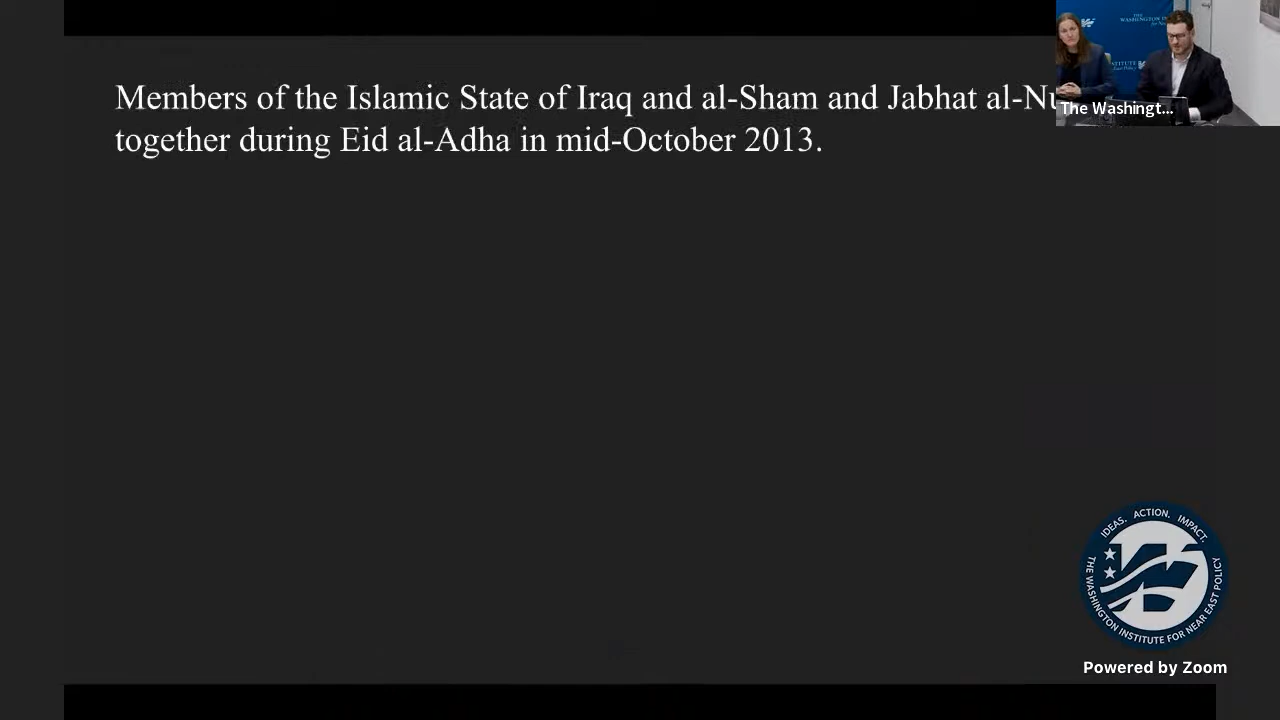 Members of the Islamic State of Iraq and al-Sham and Jabhat al-Nu
together during Eid al-Adha in mid-October 2013.
THE
WASHINGTON
The Washingt...
IDEAS. ACTION. IMPACT.
THE WASHINGTON INSTITUTE FOR NEAR EAST POLICY
Powered by Zoom